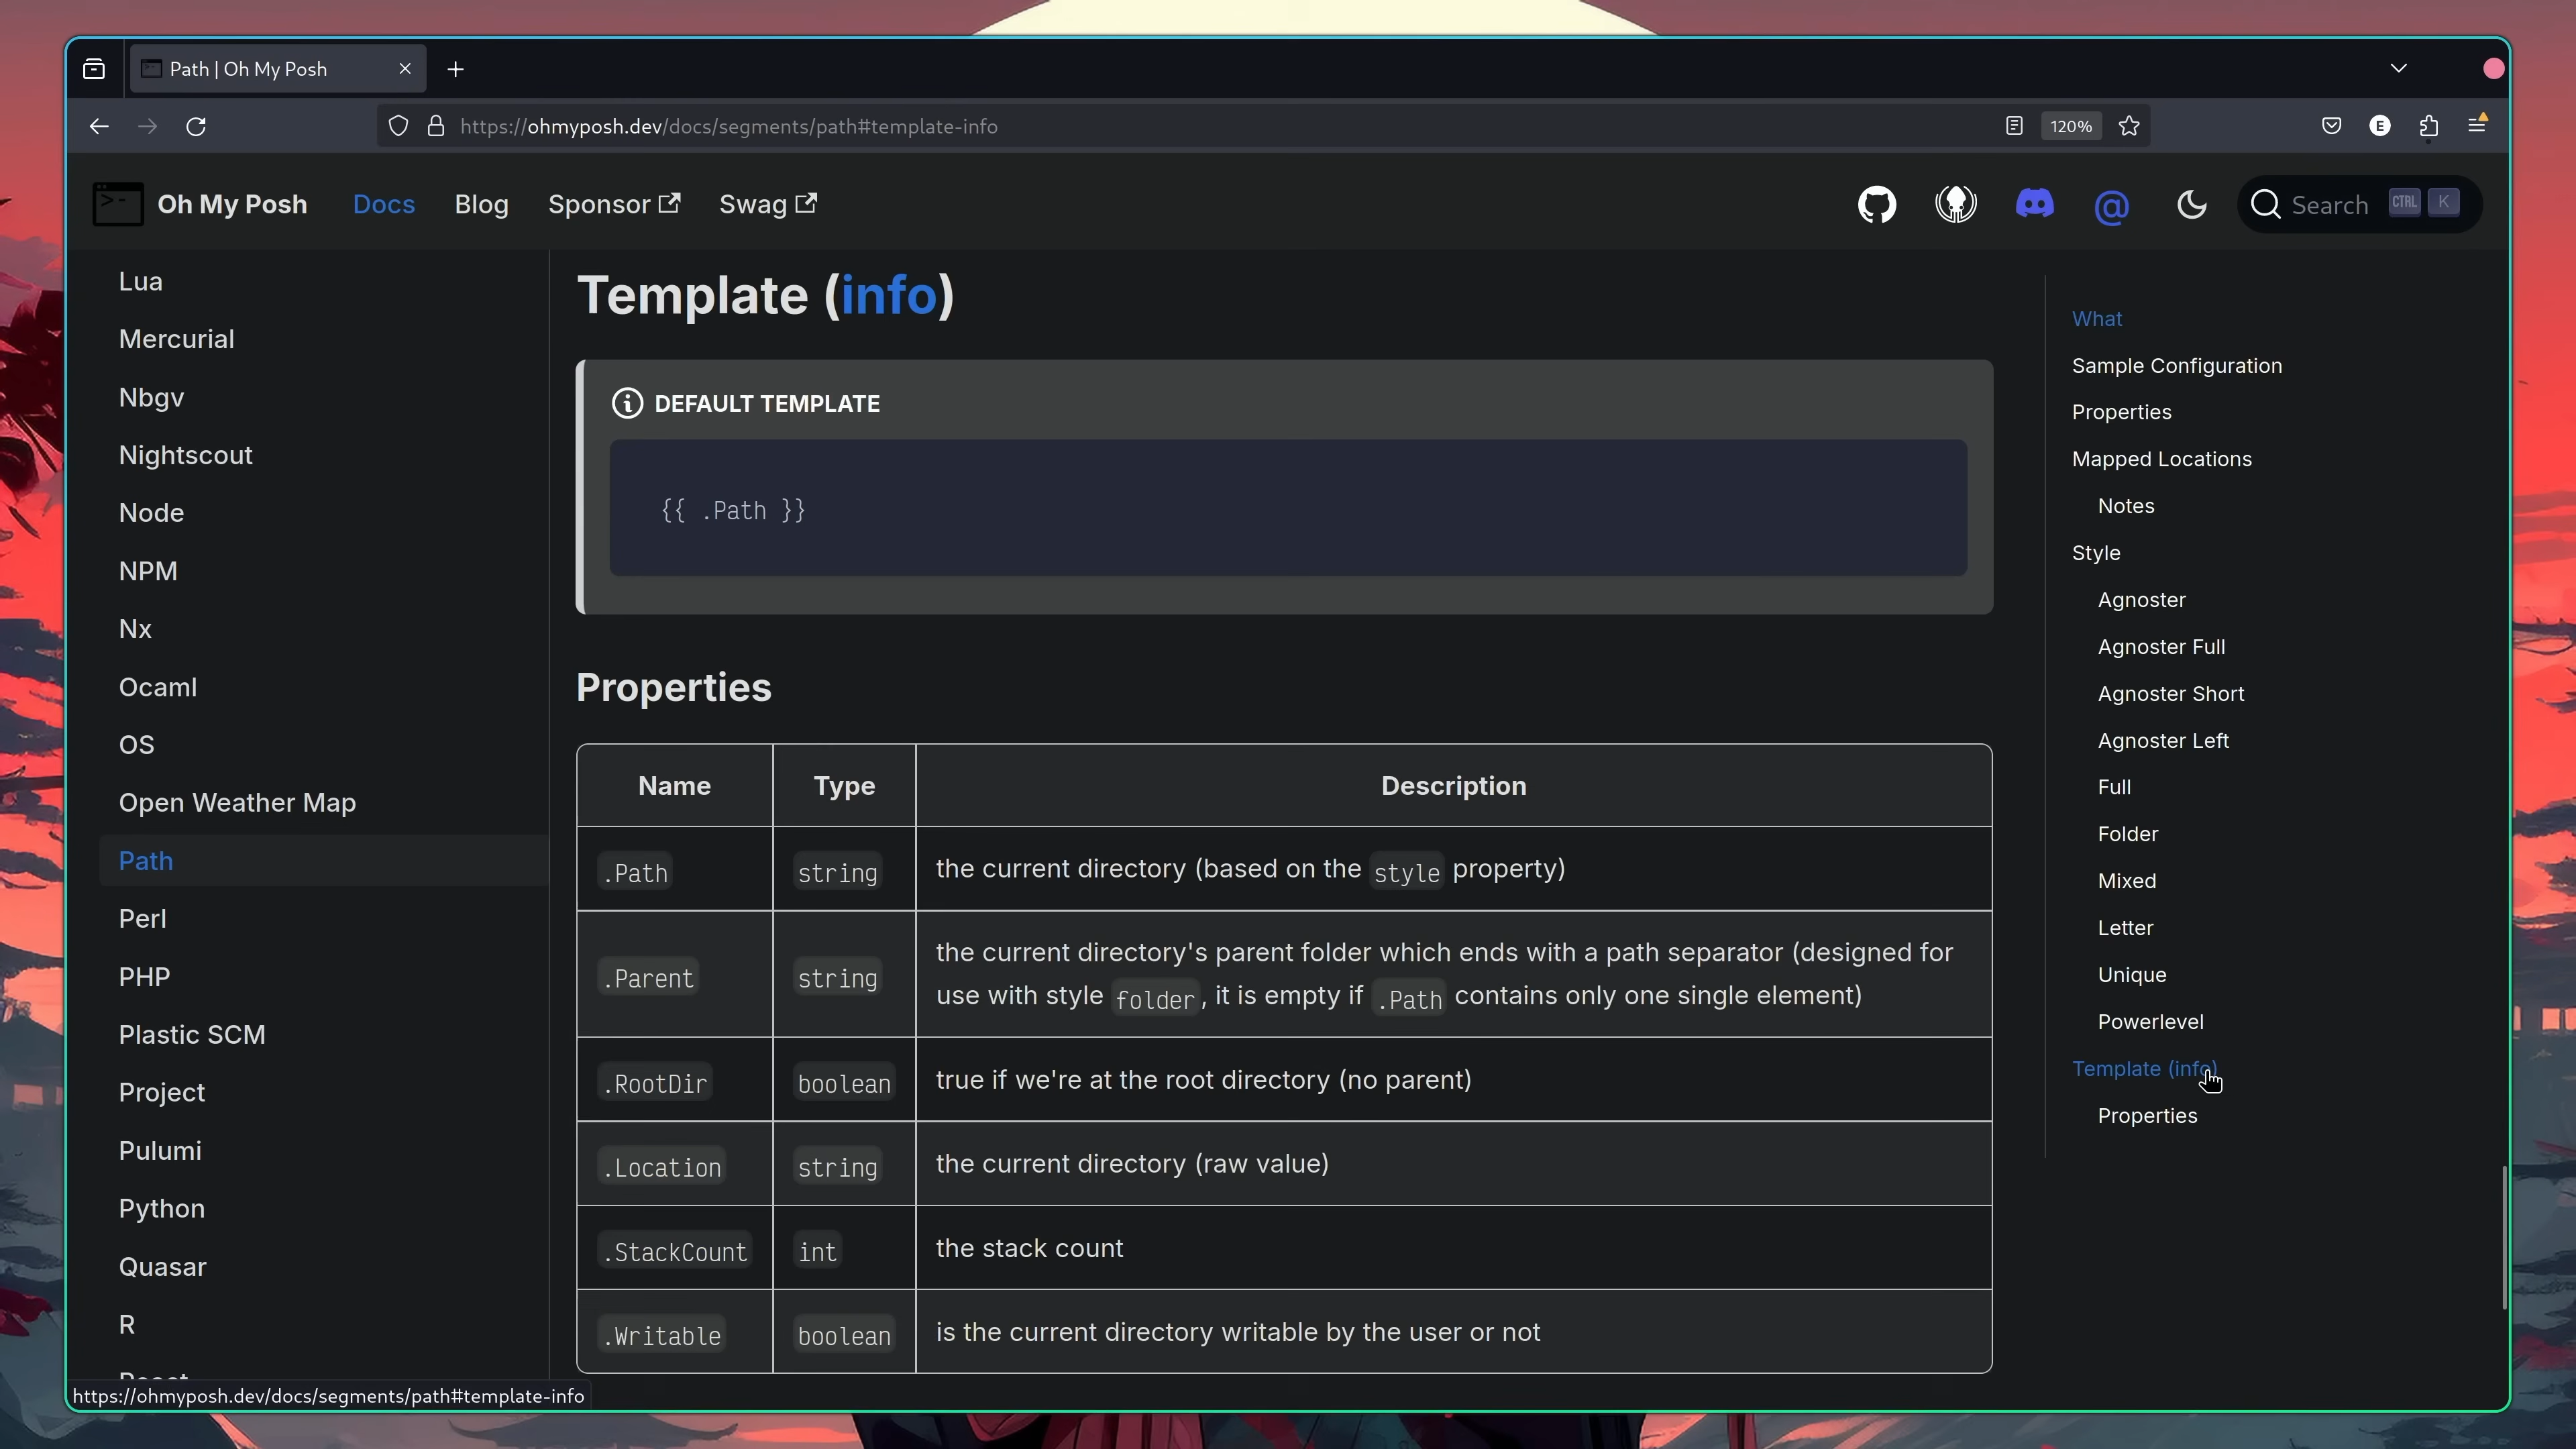 Path | Oh My Posh
https://ohmyposh.dev/docs/segments/path#template-info
120%
E
>-
Oh My Posh
Docs
Blog
Sponsor
Swag
@
Search
CTRL
K
Lua
Mercurial
Nbgv
Nightscout
Node
NPM
Nx
Ocaml
OS
Open Weather Map
Path
Perl
PHP
Plastic SCM
Project
Pulumi
Python
Quasar
R
React
Template (info)
DEFAULT TEMPLATE
{{ .Path }}
Properties
Name Type Description
.Path string the current directory (based on the style property)
.Parent string the current directory's parent folder which ends with a path separator (designed for
use with style folder, it is empty if .Path contains only one single element)
.RootDir boolean true if we're at the root directory (no parent)
.Location string the current directory (raw value)
.StackCount int the stack count
.Writable boolean is the current directory writable by the user or not
What
Sample Configuration
Properties
Mapped Locations
Notes
Style
Agnoster
Agnoster Full
Agnoster Short
Agnoster Left
Full
Folder
Mixed
Letter
Unique
Powerlevel
Template (info)
Properties
https://ohmyposh.dev/docs/segments/path#template-info